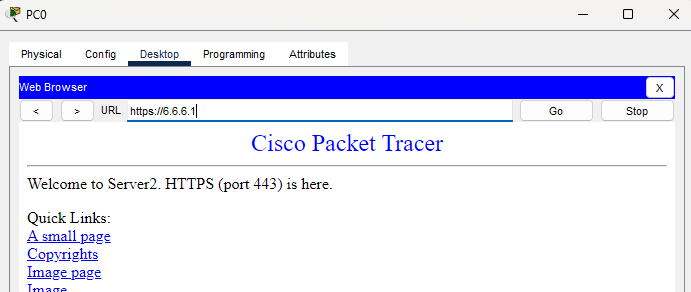 PC0
Physical Config Desktop Programming Attributes
Web Browser X
< > URL https://6.6.6.1 Go Stop
Cisco Packet Tracer
Welcome to Server2. HTTPS (port 443) is here.
Quick Links:
A small page
Copyrights
Image page
Image